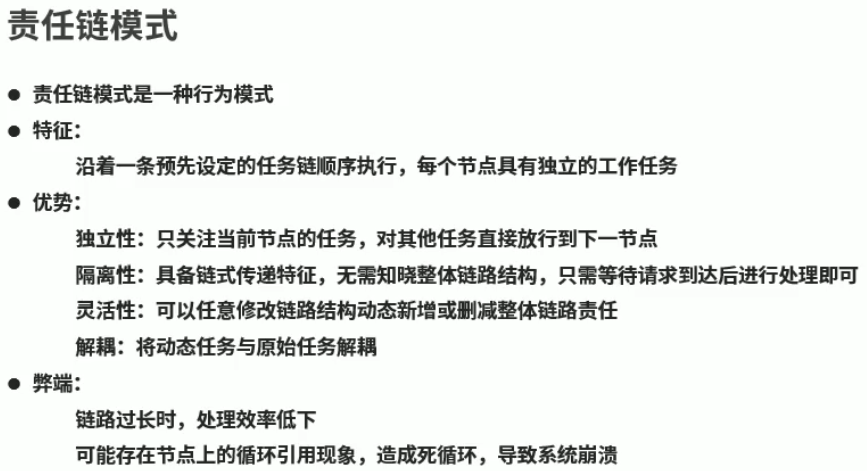 责任链模式
● 责任链模式是一种行为模式
● 特征：
沿着一条预先设定的任务链顺序执行，每个节点具有独立的工作任务
● 优势：
独立性：只关注当前节点的任务，对其他任务直接放行到下一节点
隔离性：具备链式传递特征，无需知晓整体链路结构，只需等待请求到达后进行处理即可
灵活性：可以任意修改链路结构动态新增或删减整体链路责任
解耦：将动态任务与原始任务解耦
● 弊端：
链路过长时，处理效率低下
可能存在节点上的循环引用现象，造成死循环，导致系统崩溃